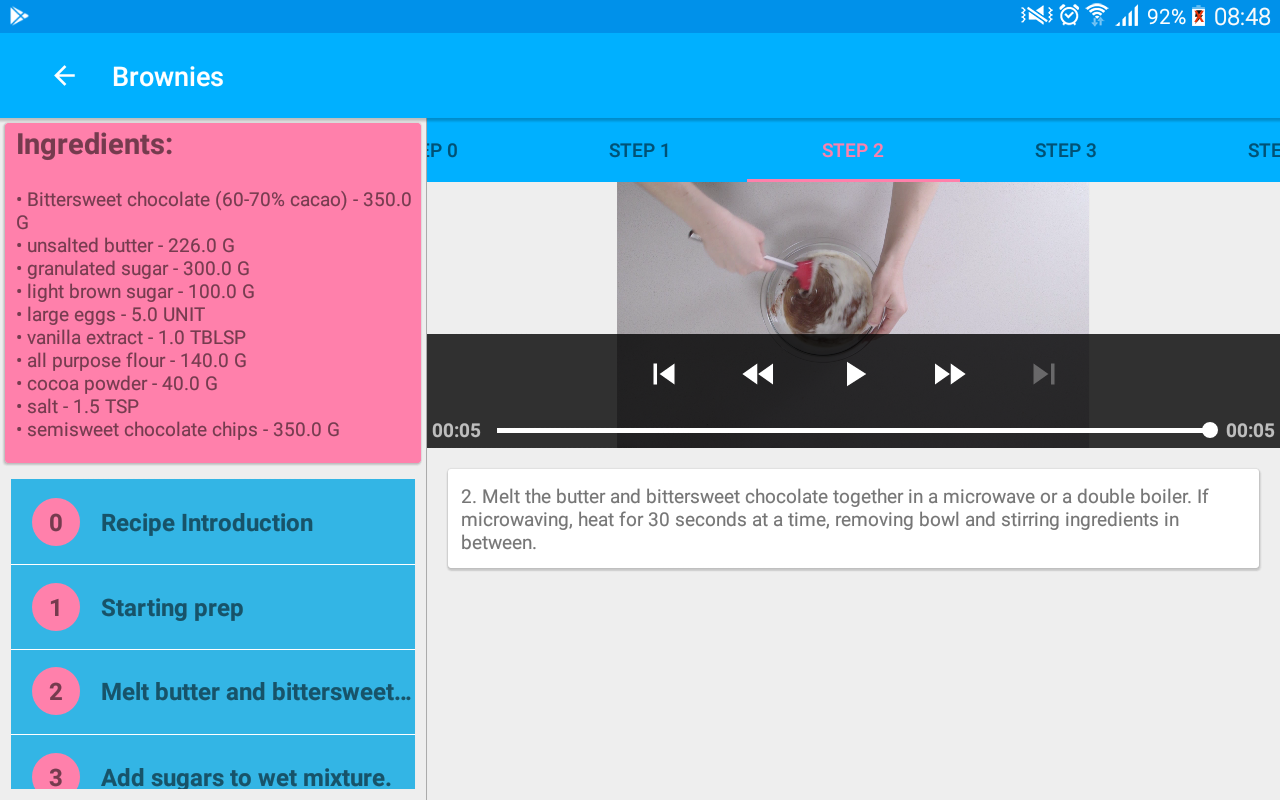 92% 08:48
Brownies
Ingredients:
• Bittersweet chocolate (60-70% cacao) - 350.0
G
• unsalted butter - 226.0 G
• granulated sugar - 300.0 G
• light brown sugar - 100.0 G
• large eggs - 5.0 UNIT
• vanilla extract - 1.0 TBLSP
• all purpose flour - 140.0 G
• cocoa powder - 40.0 G
• salt - 1.5 TSP
• semisweet chocolate chips - 350.0 G
0 Recipe Introduction
1 Starting prep
2 Melt butter and bittersweet...
3 Add sugars to wet mixture.
EP 0 STEP 1 STEP 2 STEP 3 STE
00:05 00:05
2. Melt the butter and bittersweet chocolate together in a microwave or a double boiler. If
microwaving, heat for 30 seconds at a time, removing bowl and stirring ingredients in
between.